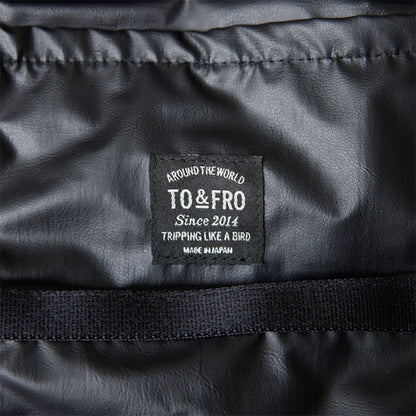 AROUND THE WORLD
TO&FRO
Since 2014
TRIPPING LIKE A BIRD
MADE IN JAPAN